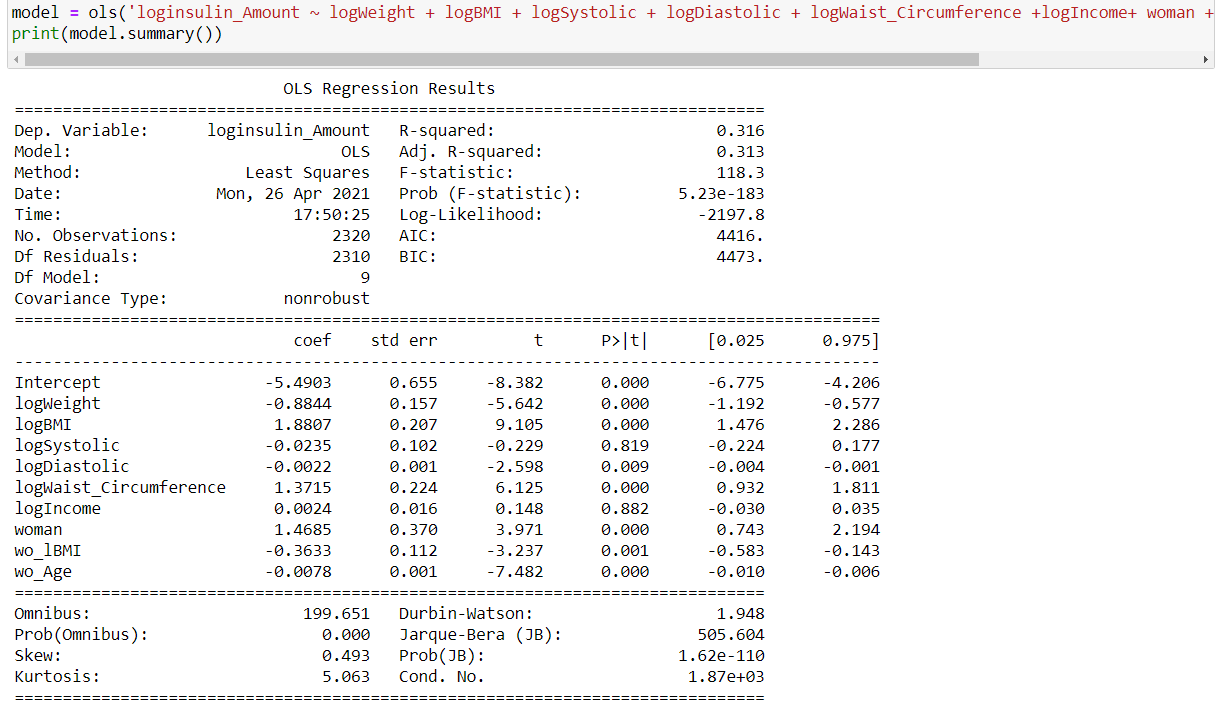 model = ols('loginsulin_Amount ~ logWeight + logBMI + logSystolic + logDiastolic + logWaist_Circumference +logIncome+ woman +
print(model.summary())
                            OLS Regression Results
==============================================================================
Dep. Variable:      loginsulin_Amount   R-squared:                       0.316
Model:                            OLS   Adj. R-squared:                  0.313
Method:                 Least Squares   F-statistic:                     118.3
Date:                Mon, 26 Apr 2021   Prob (F-statistic):          5.23e-183
Time:                        17:50:25   Log-Likelihood:                -2197.8
No. Observations:                2320   AIC:                             4416.
Df Residuals:                    2310   BIC:                             4473.
Df Model:                           9
Covariance Type:            nonrobust
==========================================================================================
                             coef    std err          t      P>|t|      [0.025      0.975]
------------------------------------------------------------------------------------------
Intercept                 -5.4903      0.655     -8.382      0.000      -6.775      -4.206
logWeight                 -0.8844      0.157     -5.642      0.000      -1.192      -0.577
logBMI                     1.8807      0.207      9.105      0.000       1.476       2.286
logSystolic               -0.0235      0.102     -0.229      0.819      -0.224       0.177
logDiastolic              -0.0022      0.001     -2.598      0.009      -0.004      -0.001
logWaist_Circumference     1.3715      0.224      6.125      0.000       0.932       1.811
logIncome                  0.0024      0.016      0.148      0.882      -0.030       0.035
woman                      1.4685      0.370      3.971      0.000       0.743       2.194
wo_lBMI                   -0.3633      0.112     -3.237      0.001      -0.583      -0.143
wo_Age                    -0.0078      0.001     -7.482      0.000      -0.010      -0.006
==============================================================================
Omnibus:                      199.651   Durbin-Watson:                   1.948
Prob(Omnibus):                  0.000   Jarque-Bera (JB):              505.604
Skew:                           0.493   Prob(JB):                    1.62e-110
Kurtosis:                       5.063   Cond. No.                     1.87e+03
==============================================================================